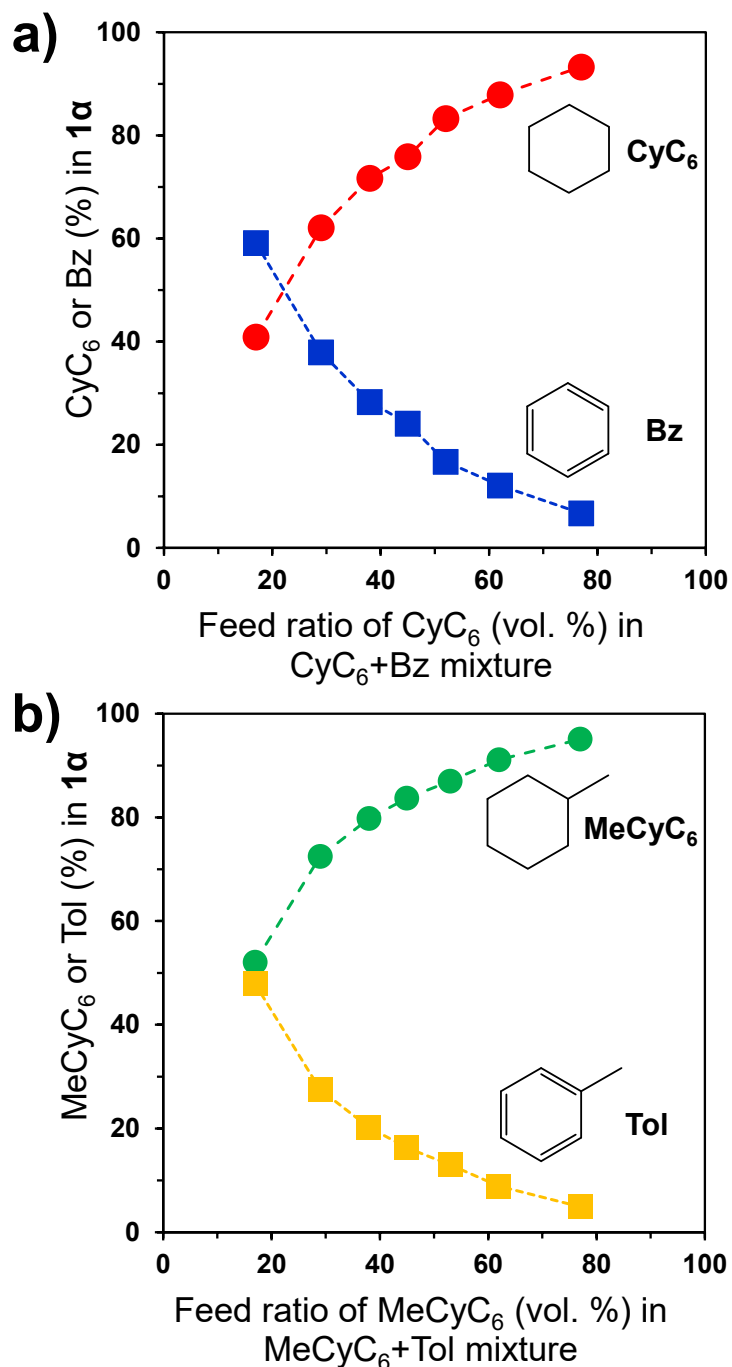 a)
CyC₆ or Bz (%) in 1α
100
80
60
40
20
0
CyC₆
Bz
0 20 40 60 80 100
Feed ratio of CyC₆ (vol. %) in
CyC₆+Bz mixture
b)
MeCyC₆ or Tol (%) in 1α
100
80
60
40
20
0
MeCyC₆
Tol
0 20 40 60 80 100
Feed ratio of MeCyC₆ (vol. %) in
MeCyC₆+Tol mixture